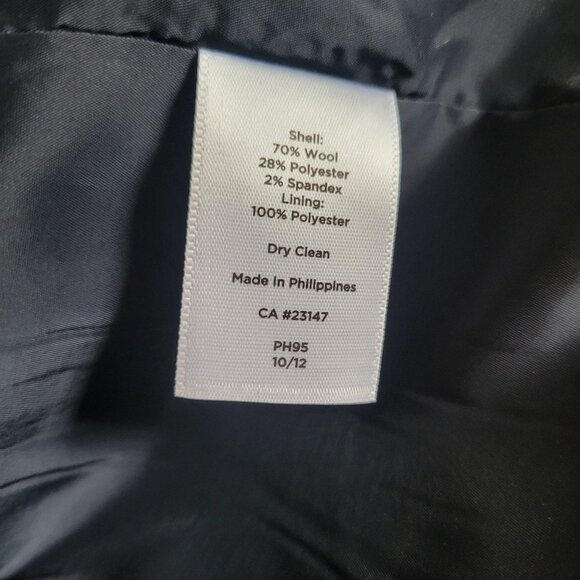 Shell:
70% Wool
28% Polyester
2% Spandex
Lining:
100% Polyester
Dry Clean
Made In Philippines
CA #23147
PH95
10/12